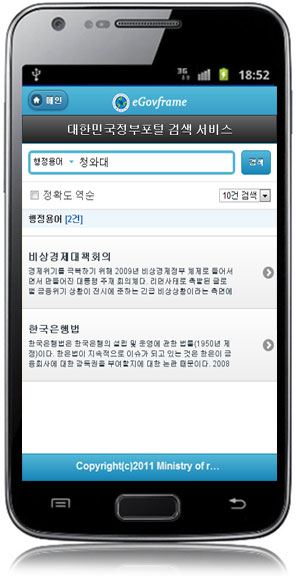 3G 18:52
메인 eGovframe
대한민국정부포털 검색 서비스
행정용어 청와대 검색
정확도 역순 10건 검색
행정용어 [2건]
비상경제대책회의
경제위기를 극복하기 위해 2009년 비상경제정부 체제로 들어서
면서 만들어진 대통령 주재 회의체다. 리먼사태로 촉발된 글로
벌 금융위기 상황이 전시에 준하는 긴급 비상상황이라는 측면에
한국은행법
한국은행법은 한국은행의 설립 및 운영에 관한 법률(1950년 제
정)이다. 한은법이 지속적으로 이슈가 되고 있는 것은 한은이 금
융회사에 대한 감독권을 부여할지에 대한 논란 때문이다. 2008
Copyright(c)2011 Ministry of r...